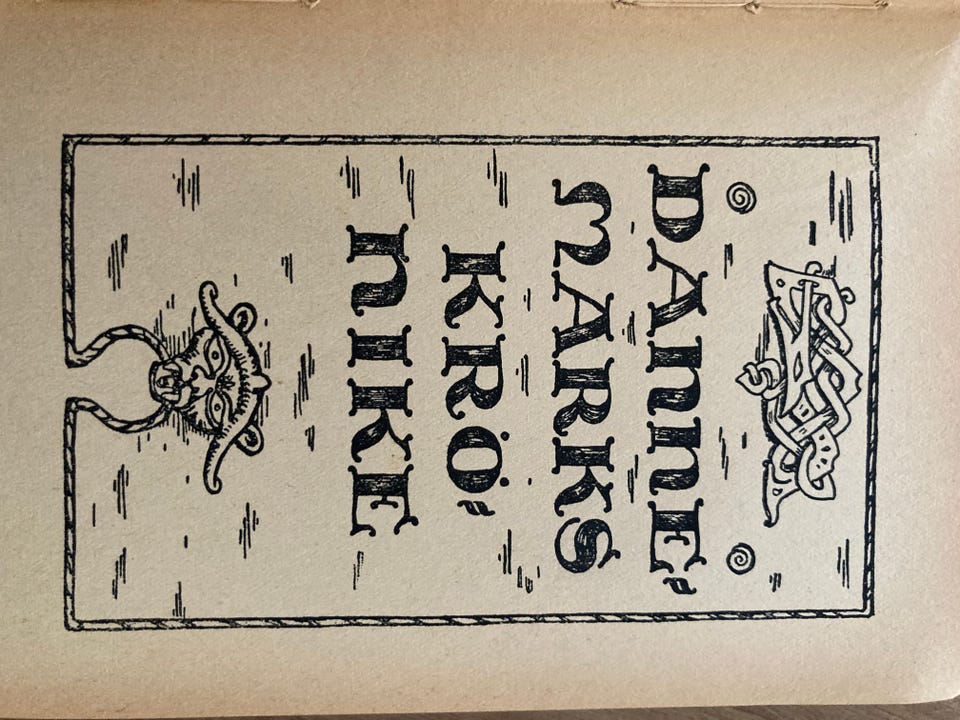 DANNE=
MARKS
KRÖ=
NIKE